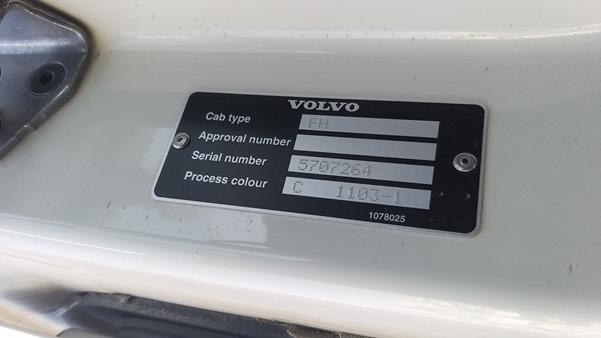 VOLVO
Cab type FH
Approval number
Serial number 5707264
Process colour C 1103-1
1078025